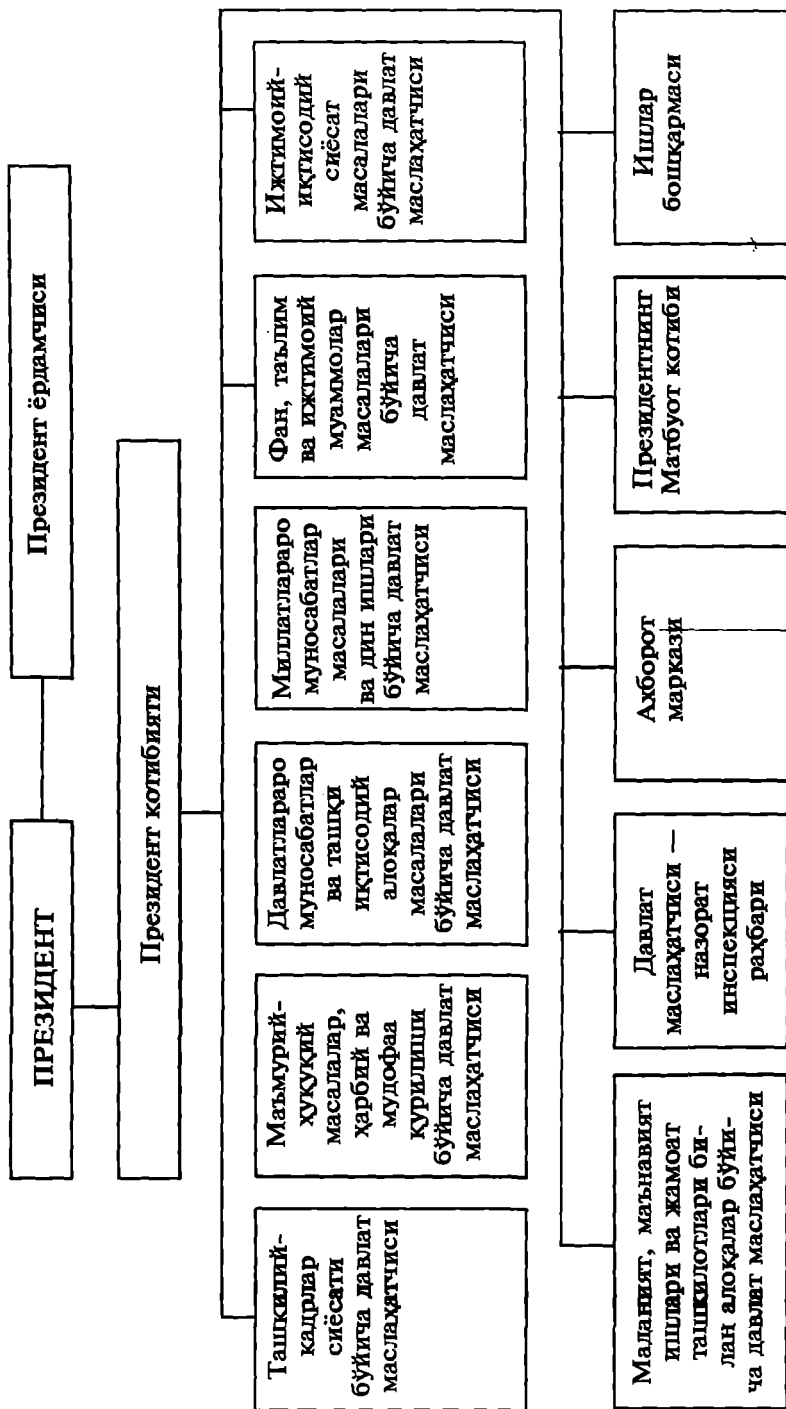 ПРЕЗИДЕНТ
Президент ёрдамчиси
Президент котибияти
Ташкилий-
кадрлар
сиёсати
бўйича давлат
маслаҳатчиси
Маъмурий-
ҳуқуқий
масалалар,
ҳарбий ва
мудофаа
қурилиши
бўйича давлат
маслаҳатчиси
Давлатлараро
муносабатлар
ва ташқи
иқтисодий
алоқалар
масалалари
бўйича давлат
маслаҳатчиси
Миллатлараро
муносабатлар
масалалари
ва дин ишлари
бўйича давлат
маслаҳатчиси
Фан, таълим
ва ижтимоий
муаммолар
масалалари
бўйича
давлат
маслаҳатчиси
Ижтимоий-
иқтисодий
сиёсат
масалалари
бўйича давлат
маслаҳатчиси
Маданият, маънавият
ишлари ва жамоат
ташкилотлари би-
лан алоқалар бўйи-
ча давлат маслаҳатчиси
Давлат
маслаҳатчиси —
назорат
инспекцияси
раҳбари
Ахборот
маркази
Президентнинг
Матбуот котиби
Ишлар
бошқармаси